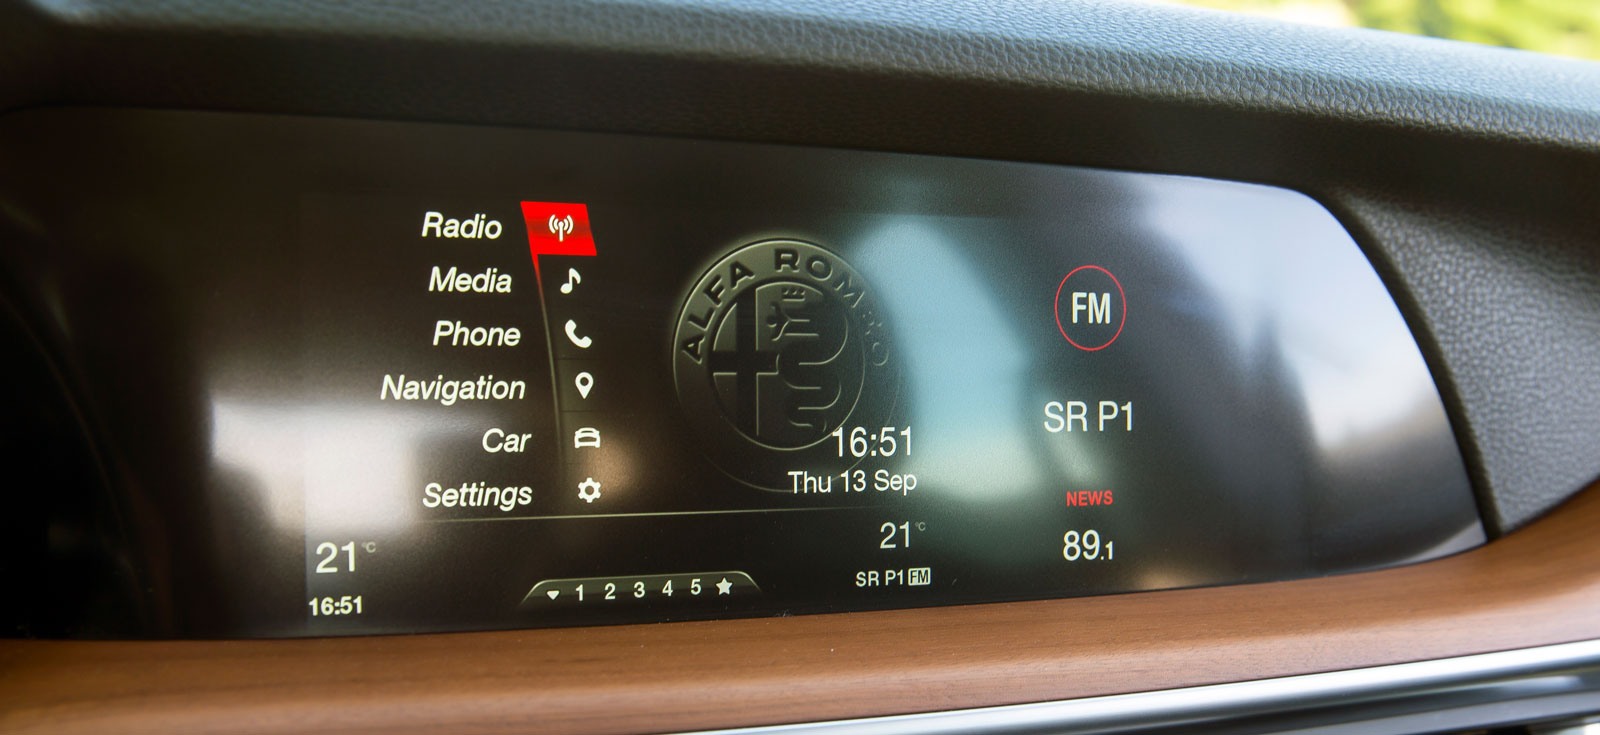 Radio
Media
Phone
Navigation
Car
Settings
ALFA ROMEO
16:51
Thu 13 Sep
21°C
16:51
1 2 3 4 5
21°C
SR P1 FM
FM
SR P1
NEWS
89.1